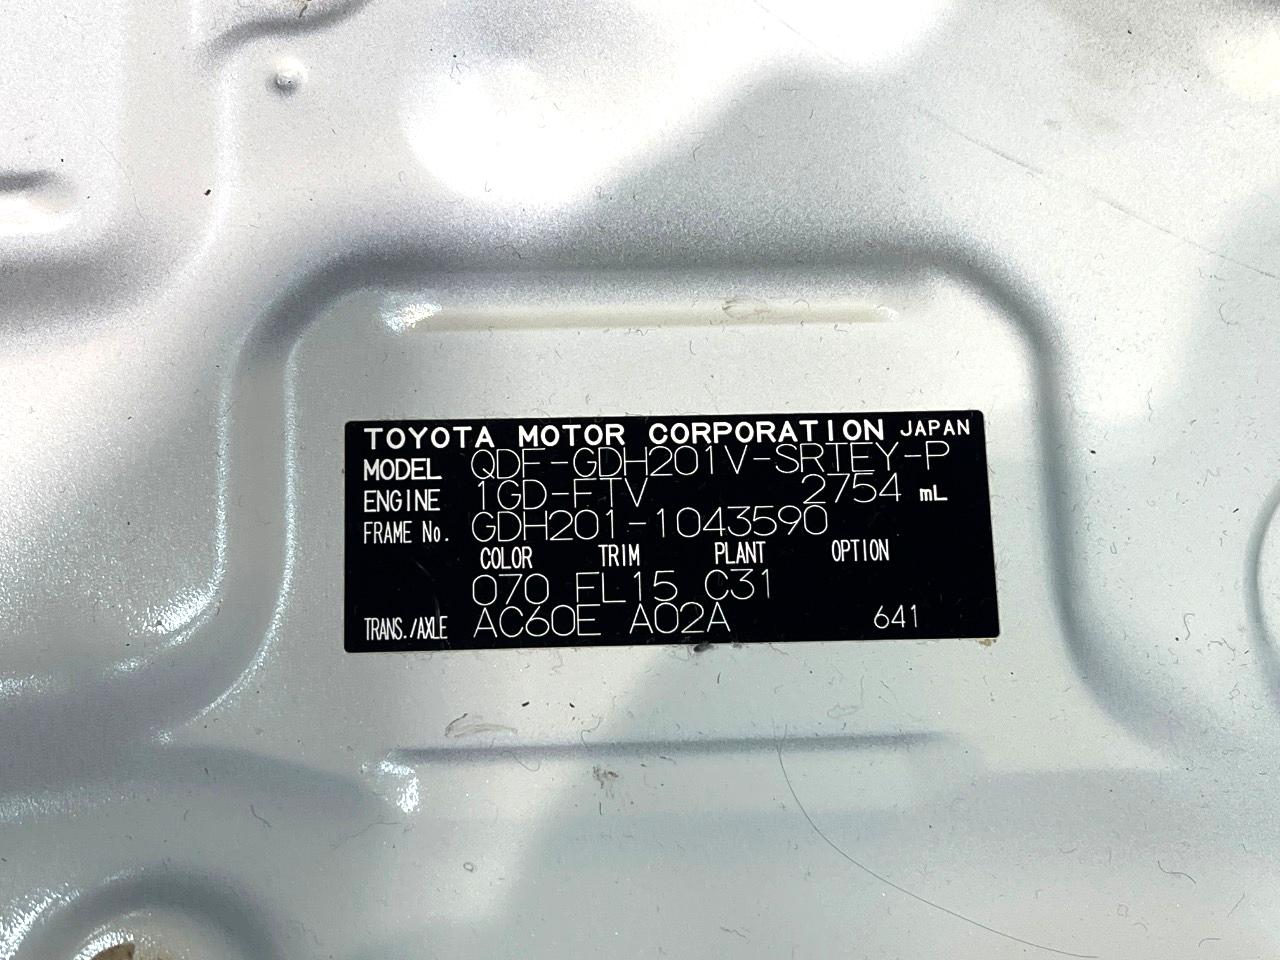 TOYOTA MOTOR CORPORATION JAPAN
MODEL QDF-GDH201V-SRTEY-P
ENGINE 1GD-FTV 2754 mL
FRAME No. GDH201-1043590
COLOR TRIM PLANT OPTION
070 FL15 C31
TRANS./AXLE AC60E A02A 641